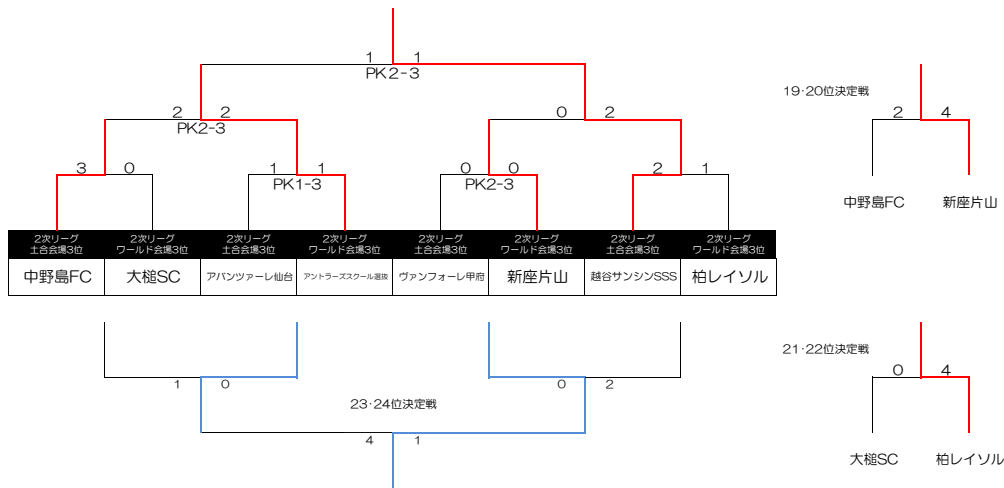 1 1
PK2-3
2 2
PK2-3
0 2
3 0
1 1
PK1-3
0 0
PK2-3
2 1
19・20位決定戦
2 4
中野島FC 新座片山
2次リーグ
土合会場3位
2次リーグ
ワールド会場3位
2次リーグ
土合会場3位
2次リーグ
ワールド会場3位
2次リーグ
土合会場3位
2次リーグ
ワールド会場3位
2次リーグ
土合会場3位
2次リーグ
ワールド会場3位
中野島FC 大槌SC アバンツァーレ仙台 アントラーズスクール選抜 ヴァンフォーレ甲府 新座片山 越谷サンシンSSS 柏レイソル
1 0
0 2
23・24位決定戦
4 1
21・22位決定戦
0 4
大槌SC 柏レイソル